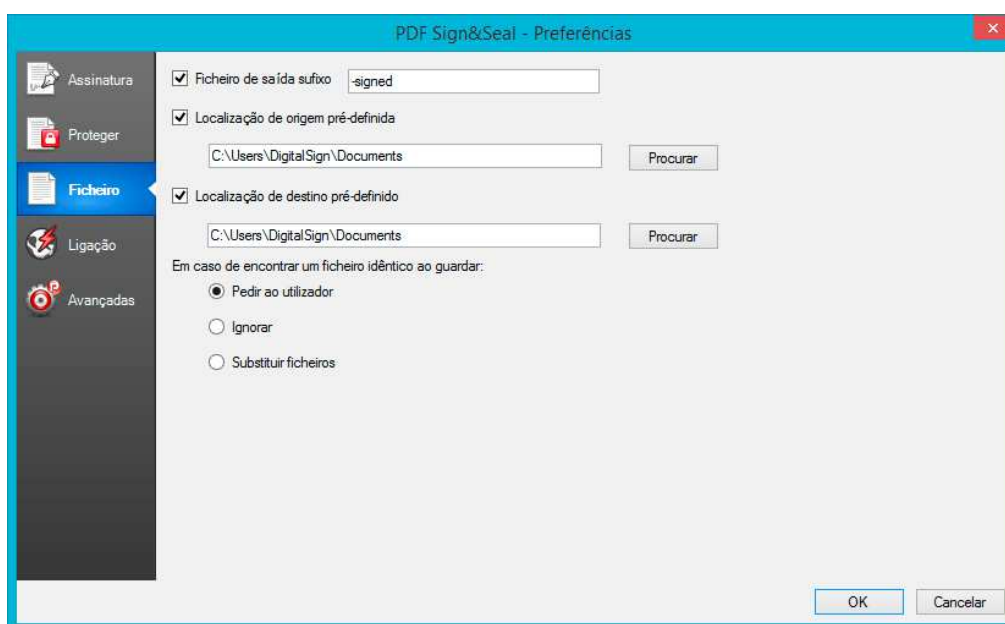 PDF Sign&Seal - Preferências
Assinatura
Proteger
Ficheiro
Ligação
Avançadas
Ficheiro de saída sufixo
-signed
Localização de origem pré-definida
C:\Users\DigitalSign\Documents
Procurar
Localização de destino pré-definido
C:\Users\DigitalSign\Documents
Procurar
Em caso de encontrar um ficheiro idêntico ao guardar:
Pedir ao utilizador
Ignorar
Substituir ficheiros
OK
Cancelar